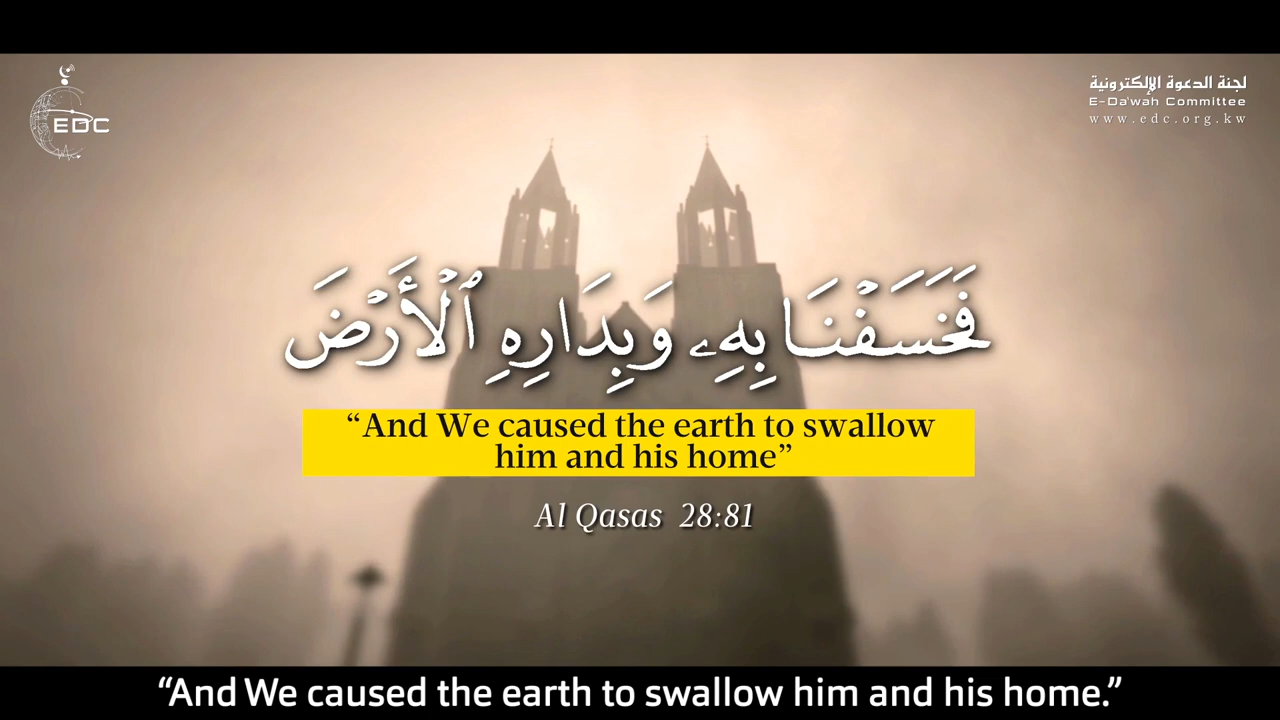 EDC
لجنة الدعوة الإلكترونية
E-Da'wah Committee
www.edc.org.kw
فَخَسَفْنَا بِهِۦ وَبِدَارِهِ ٱلْأَرْضَ
“And We caused the earth to swallow
him and his home”
Al Qasas 28:81
“And We caused the earth to swallow him and his home.”